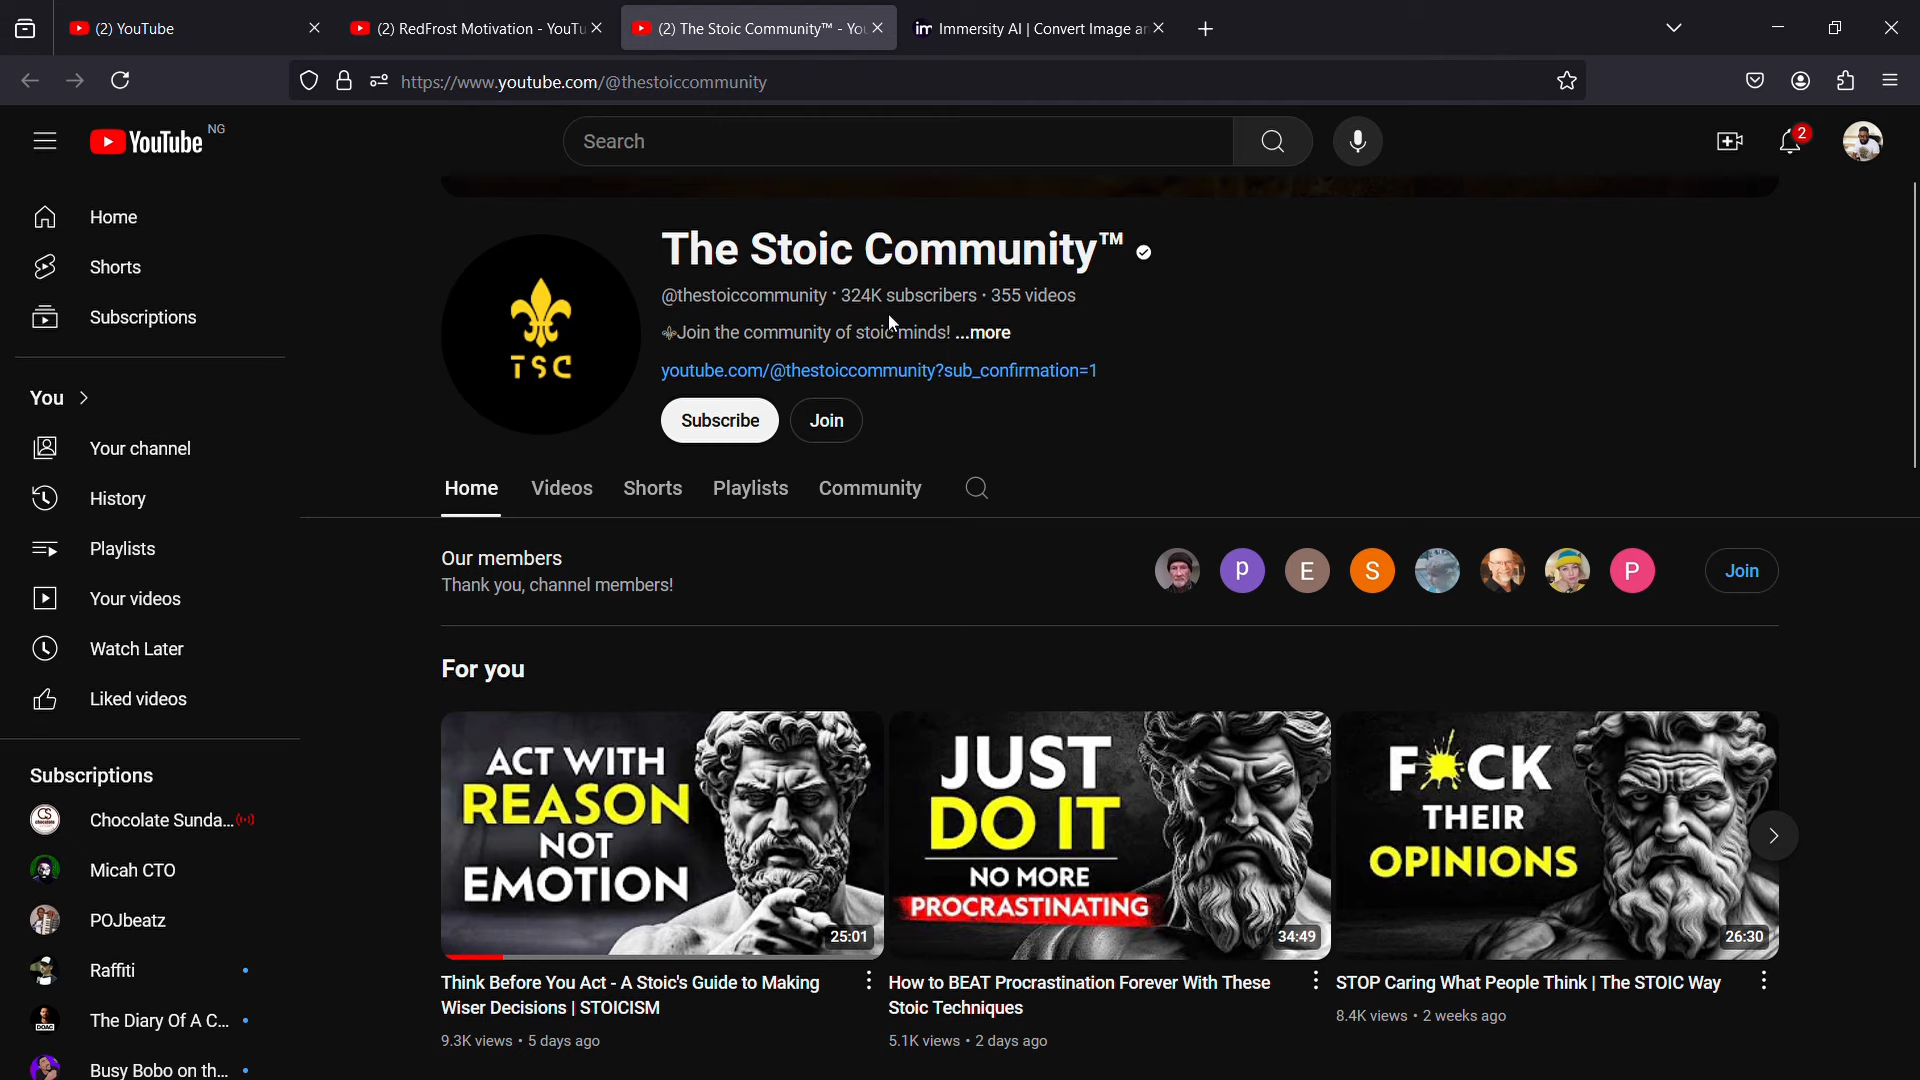 (2) YouTube
(2) RedFrost Motivation - YouTu
(2) The Stoic Community™ - You
im Immersity AI | Convert Image an
https://www.youtube.com/@thestoiccommunity
YouTube NG
Search
2
Home
Shorts
Subscriptions
You
Your channel
History
Playlists
Your videos
Watch Later
Liked videos
Subscriptions
Chocolate Sunda...
Micah CTO
POJbeatz
Raffiti
The Diary Of A C...
Busy Bobo on th...
TSC
The Stoic Community™
@thestoiccommunity · 324K subscribers · 355 videos
⚜Join the community of stoic minds! ...more
youtube.com/@thestoiccommunity?sub_confirmation=1
Subscribe
Join
Home
Videos
Shorts
Playlists
Community
Our members
Thank you, channel members!
P
E
S
P
Join
For you
ACT WITH
REASON
NOT
EMOTION
25:01
JUST
DO IT
NO MORE
PROCRASTINATING
34:49
F*CK
THEIR
OPINIONS
26:30
Think Before You Act - A Stoic's Guide to Making
Wiser Decisions | STOICISM
9.3K views • 5 days ago
How to BEAT Procrastination Forever With These
Stoic Techniques
5.1K views • 2 days ago
STOP Caring What People Think | The STOIC Way
8.4K views • 2 weeks ago